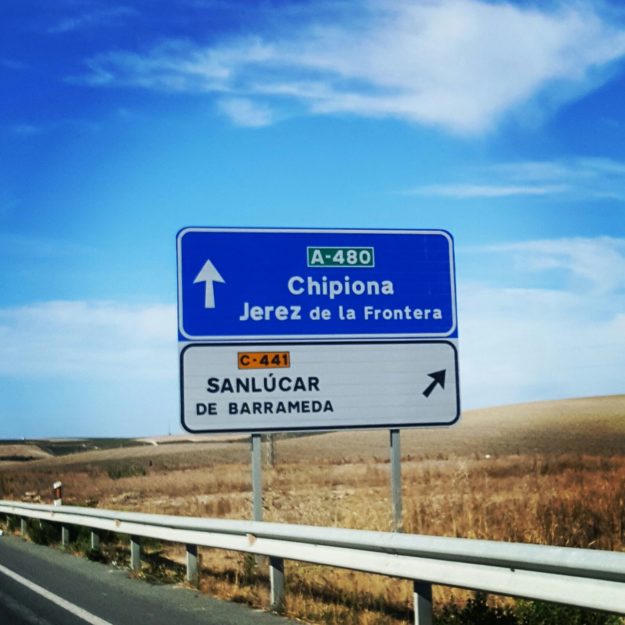 A-480
Chipiona
Jerez de la Frontera
C-441
SANLÚCAR
DE BARRAMEDA